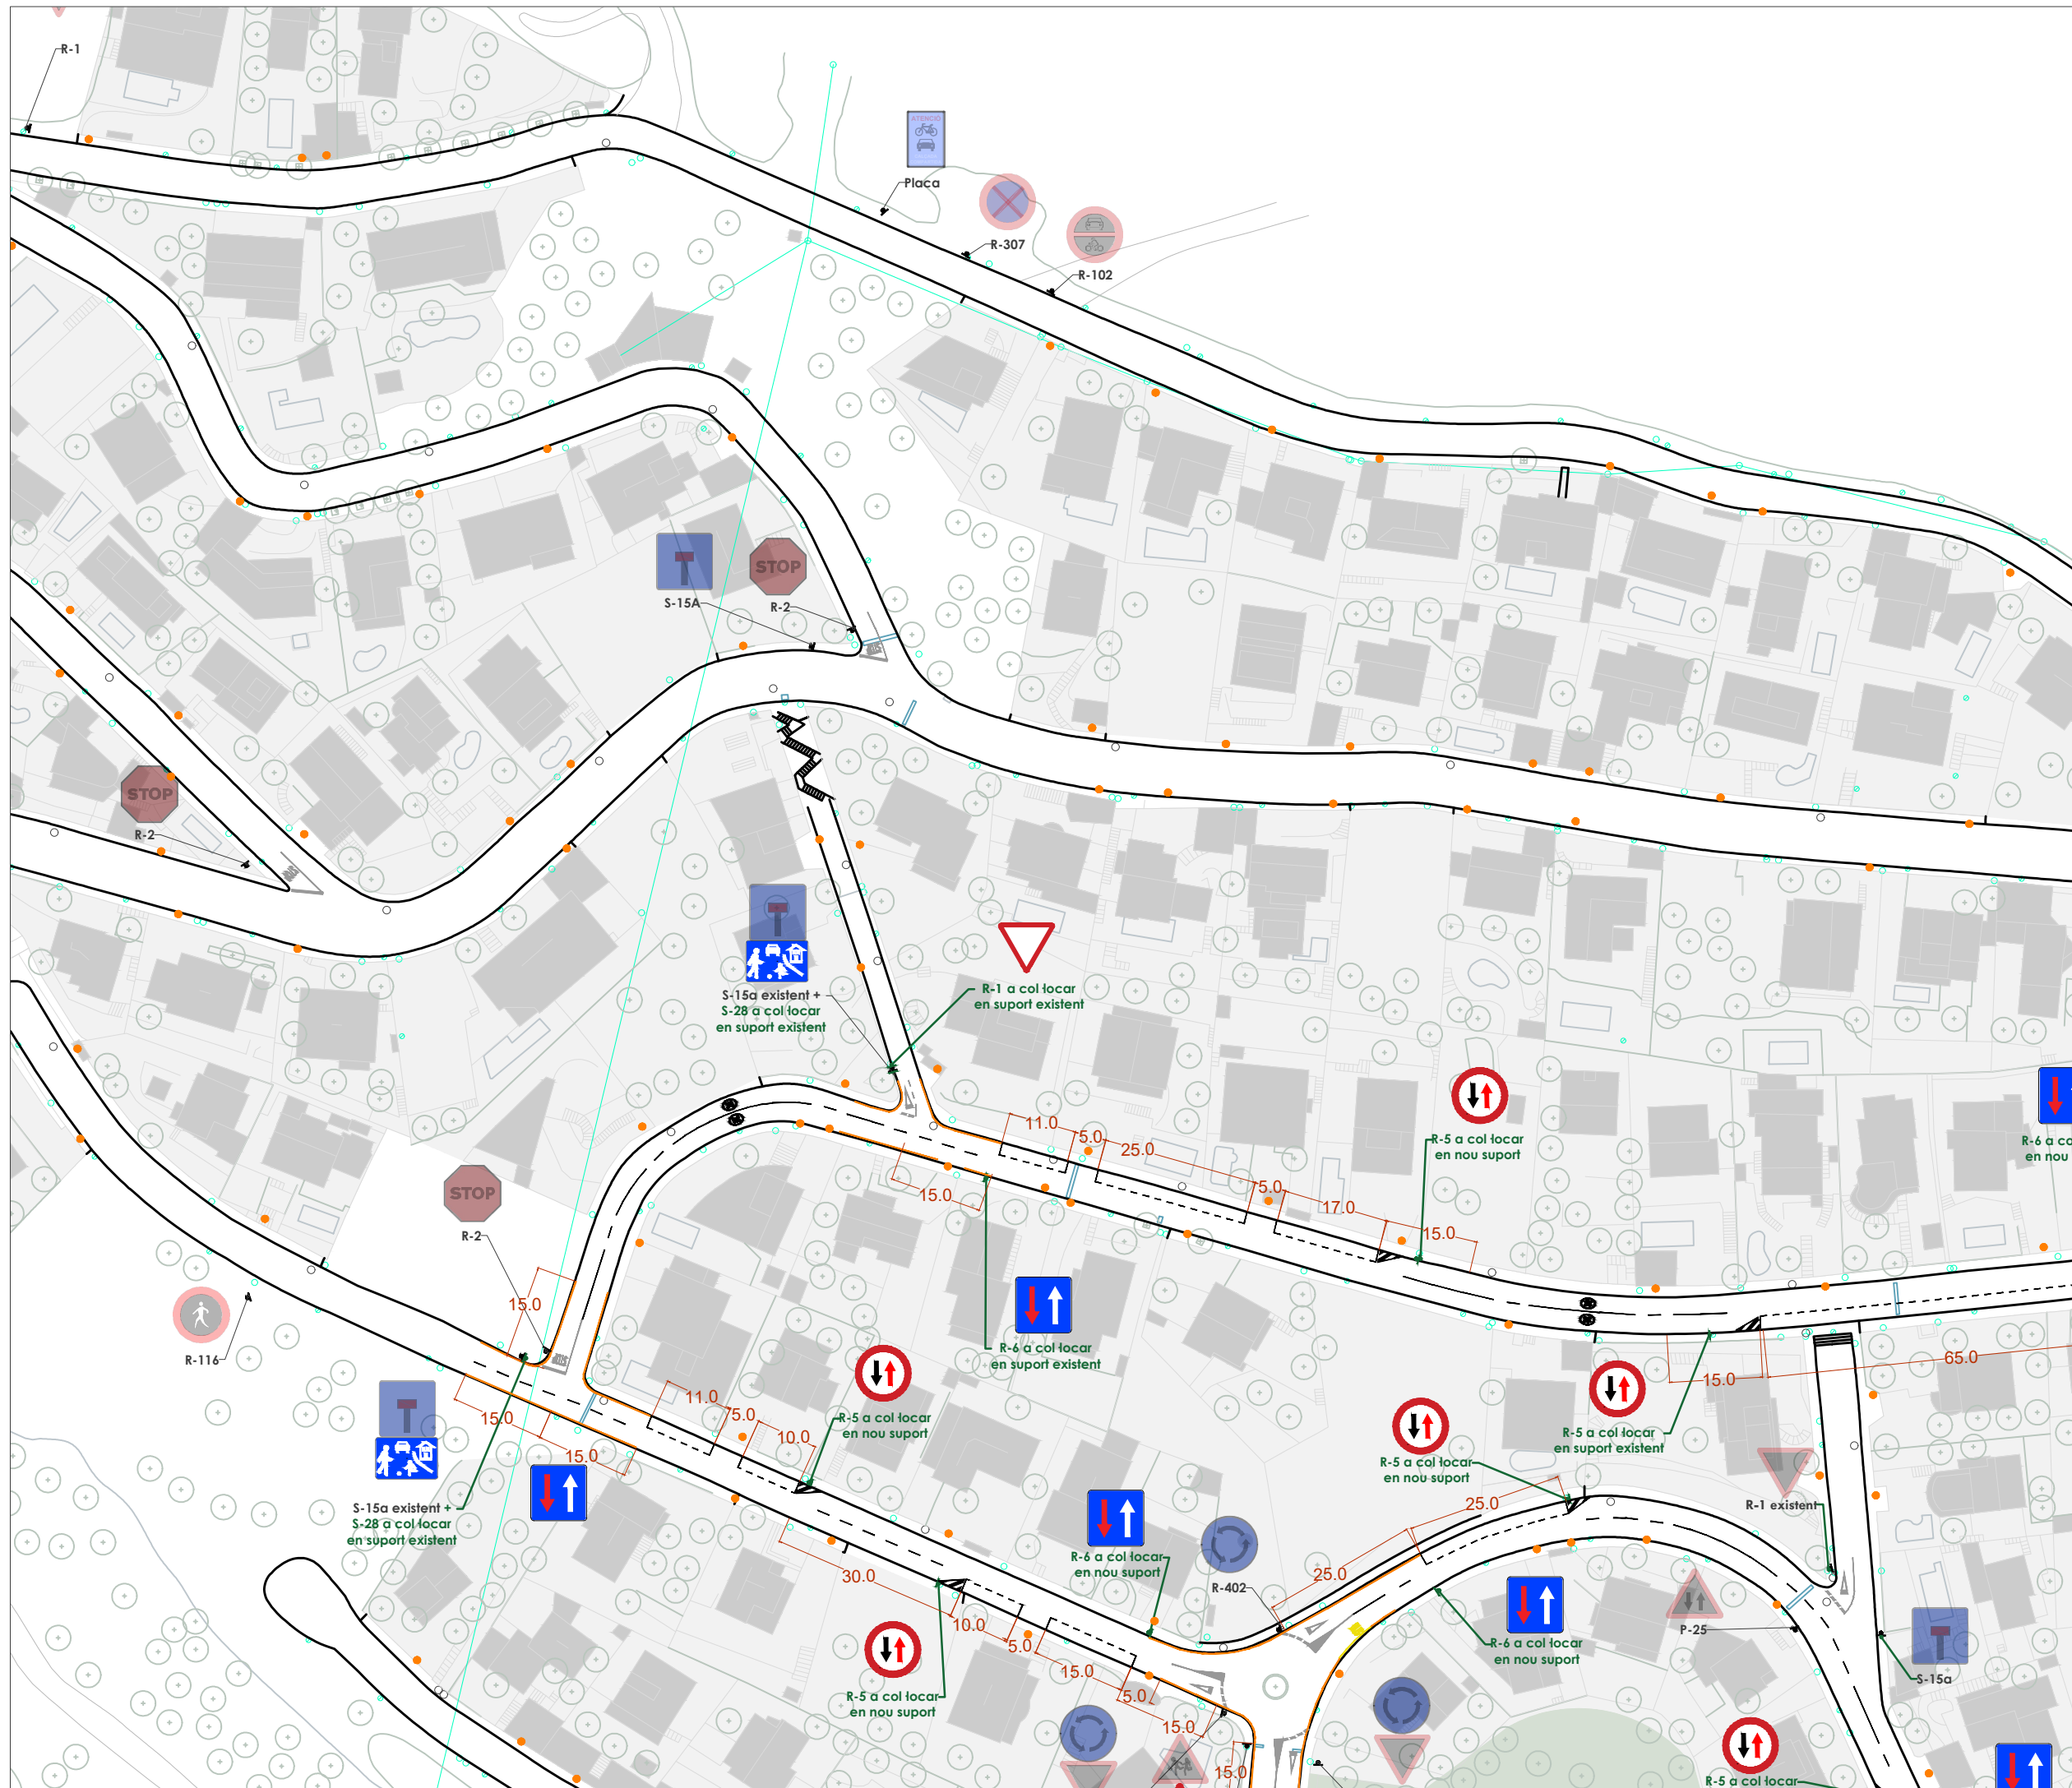 R-1
ATENCIÓ
Placa
R-307
R-102
STOP
S-15A
R-2
STOP
R-2
S-15a existent +
S-28 a col·locar
en suport existent
R-1 a col·locar
en suport existent
R-5 a col·locar
en nou suport
R-6 a co
en nou
11.0
5.0
25.0
15.0
5.0
17.0
15.0
STOP
R-2
15.0
R-116
R-6 a col·locar
en suport existent
15.0
65.0
R-5 a col·locar
en suport existent
11.0
5.0
10.0
R-5 a col·locar
en nou suport
15.0
15.0
R-5 a col·locar
en nou suport
25.0
R-1 existent
S-15a existent +
S-28 a col·locar
en suport existent
30.0
R-6 a col·locar
en nou suport
R-402
25.0
10.0
5.0
15.0
5.0
15.0
R-6 a col·locar
en nou suport
P-25
S-15a
R-5 a col·locar
en nou suport
15.0
R-5 a col·locar